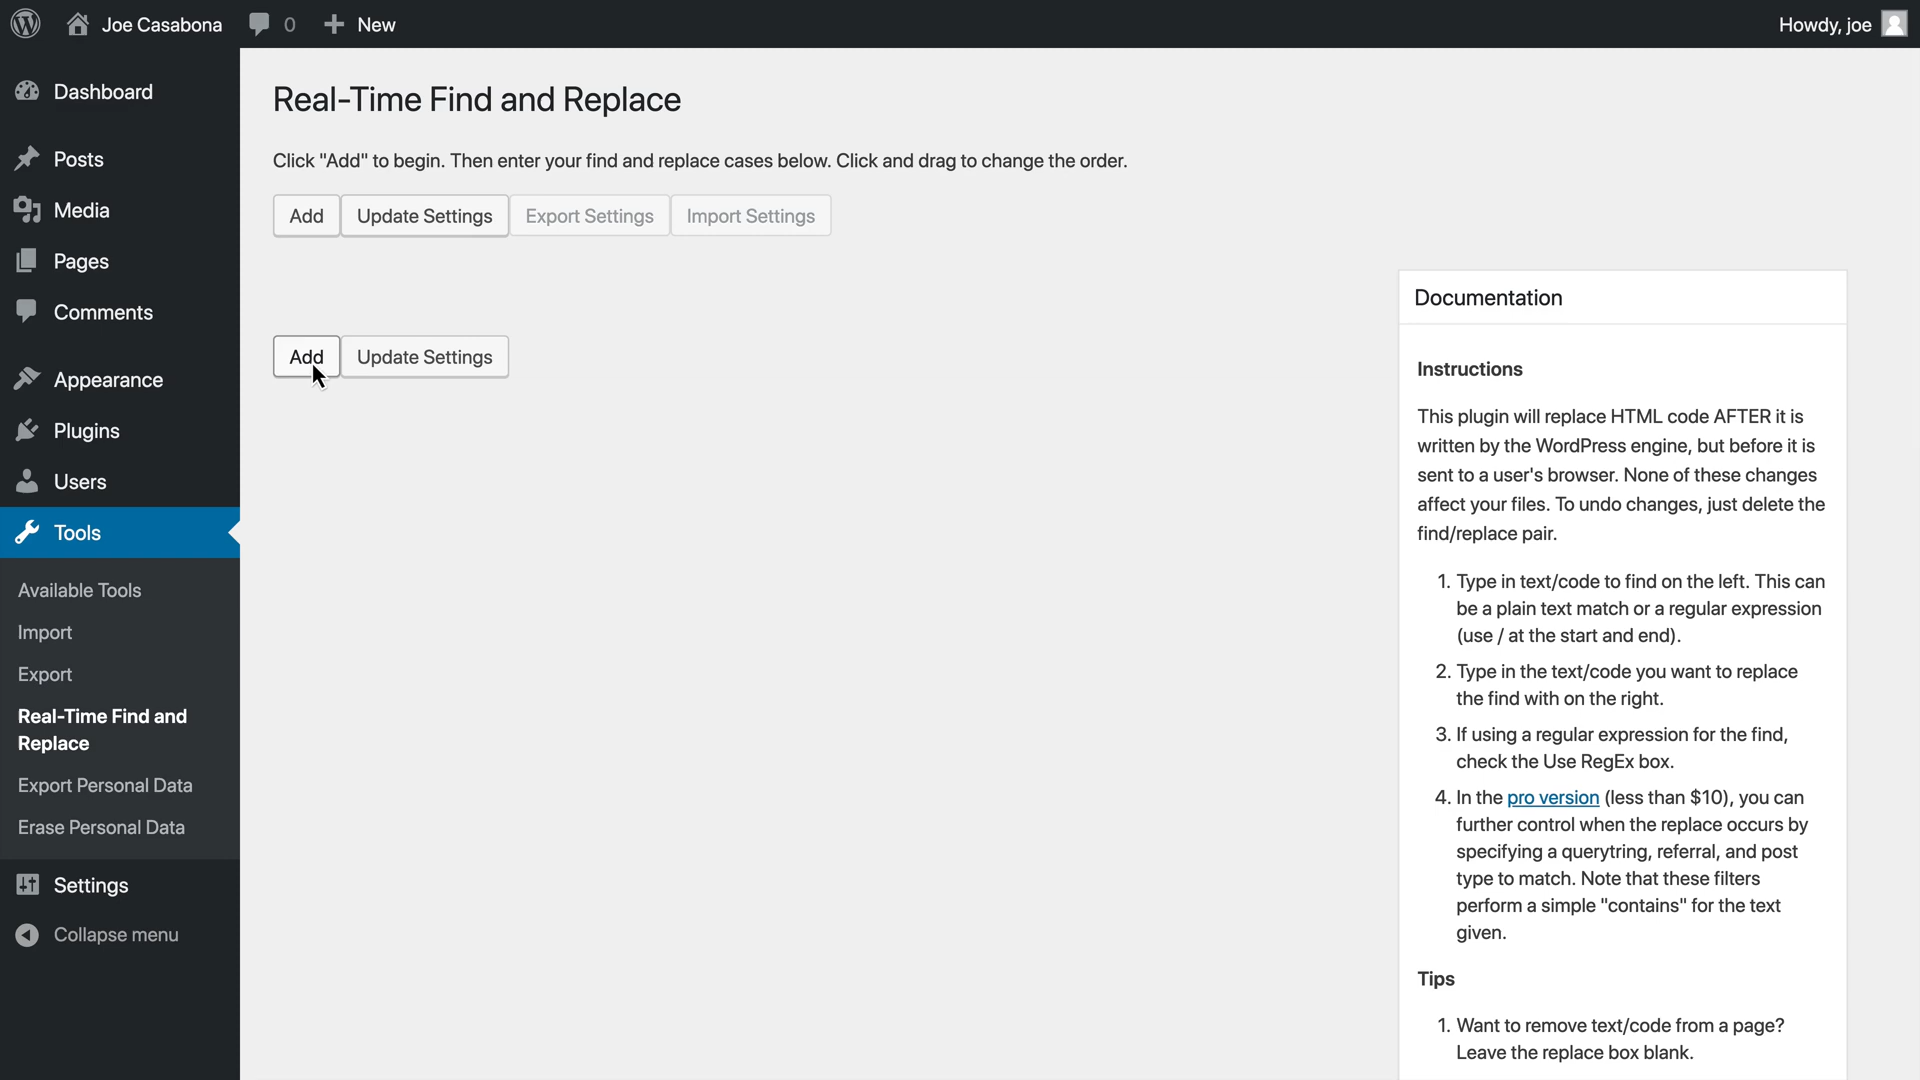 Joe Casabona
0
New
Howdy, joe
Dashboard
Posts
Media
Pages
Comments
Appearance
Plugins
Users
Tools
Available Tools
Import
Export
Real-Time Find and
Replace
Export Personal Data
Erase Personal Data
Settings
Collapse menu
Real-Time Find and Replace
Click "Add" to begin. Then enter your find and replace cases below. Click and drag to change the order.
Add
Update Settings
Export Settings
Import Settings
Add
Update Settings
Documentation
Instructions
This plugin will replace HTML code AFTER it is
written by the WordPress engine, but before it is
sent to a user's browser. None of these changes
affect your files. To undo changes, just delete the
find/replace pair.
1. Type in text/code to find on the left. This can
be a plain text match or a regular expression
(use / at the start and end).
2. Type in the text/code you want to replace
the find with on the right.
3. If using a regular expression for the find,
check the Use RegEx box.
4. In the pro version (less than $10), you can
further control when the replace occurs by
specifying a querytring, referral, and post
type to match. Note that these filters
perform a simple "contains" for the text
given.
Tips
1. Want to remove text/code from a page?
Leave the replace box blank.